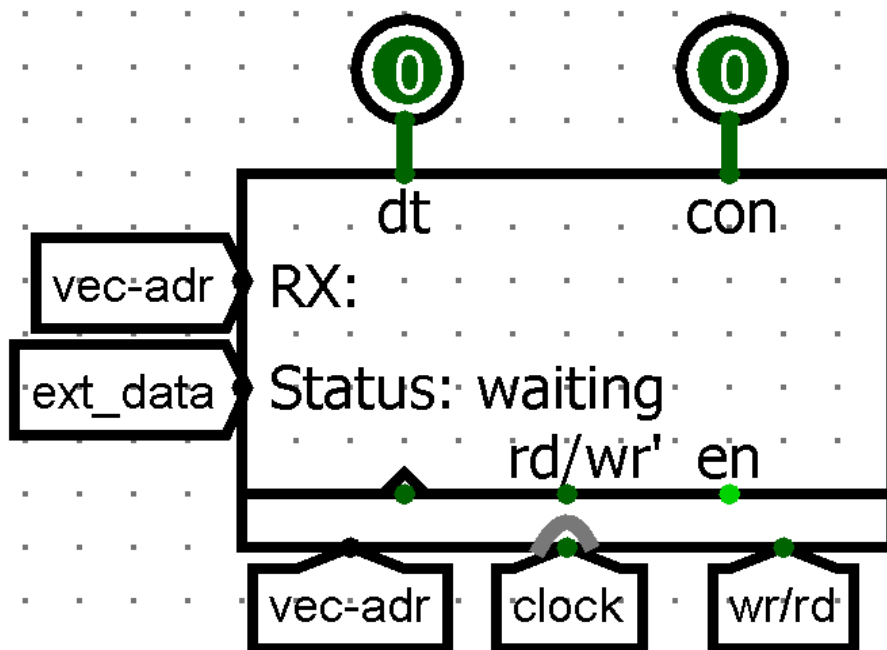 0 0
dt con
vec-adr RX:
ext_data Status: waiting
rd/wr' en
vec-adr clock wr/rd